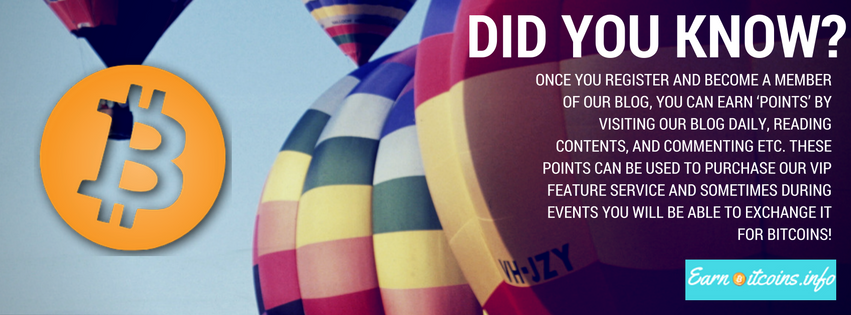 DID YOU KNOW?
ONCE YOU REGISTER AND BECOME A MEMBER
OF OUR BLOG, YOU CAN EARN ‘POINTS’ BY
VISITING OUR BLOG DAILY, READING
CONTENTS, AND COMMENTING ETC. THESE
POINTS CAN BE USED TO PURCHASE OUR VIP
FEATURE SERVICE AND SOMETIMES DURING
EVENTS YOU WILL BE ABLE TO EXCHANGE IT
FOR BITCOINS!
VH-JZY
Earn Bitcoins.info